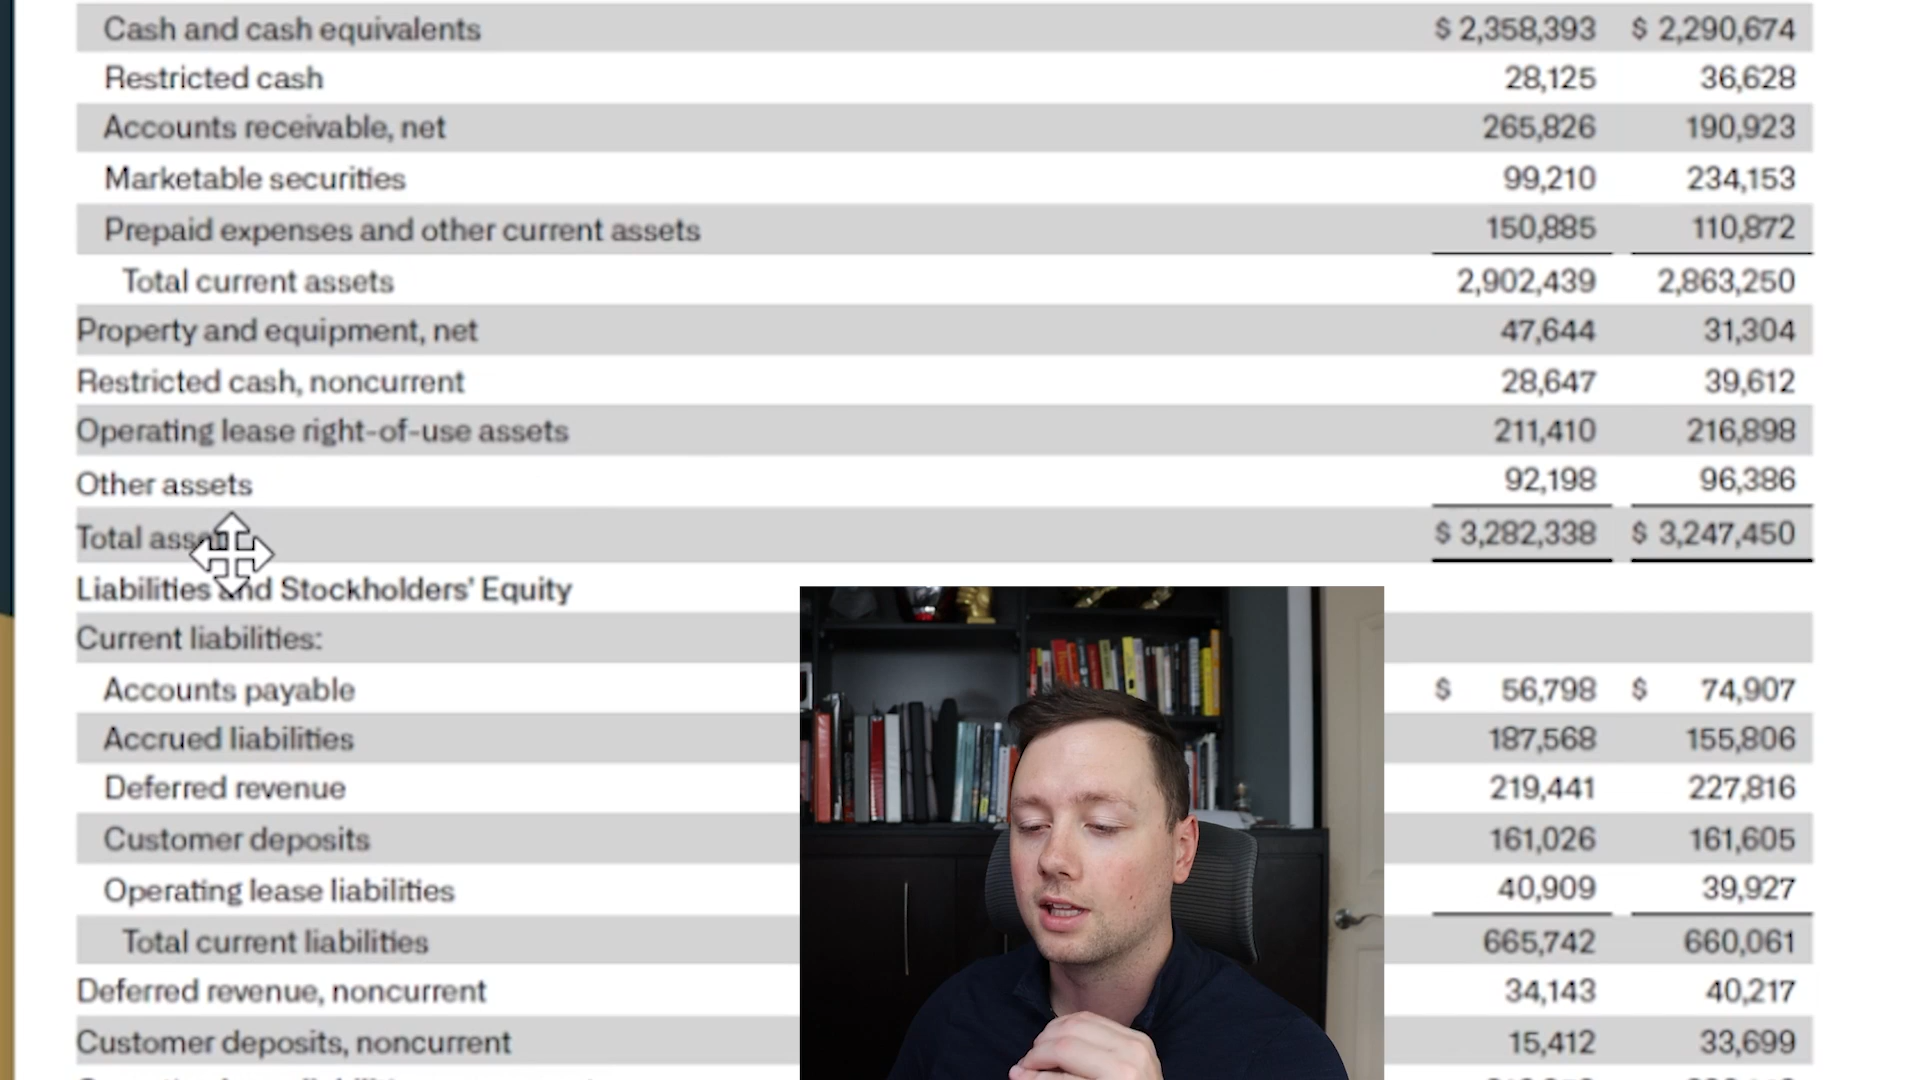 Cash and cash equivalents $ 2,358,393 $ 2,290,674
Restricted cash 28,125 36,628
Accounts receivable, net 265,826 190,923
Marketable securities 99,210 234,153
Prepaid expenses and other current assets 150,885 110,872
Total current assets 2,902,439 2,863,250
Property and equipment, net 47,644 31,304
Restricted cash, noncurrent 28,647 39,612
Operating lease right-of-use assets 211,410 216,898
Other assets 92,198 96,386
Total assets $ 3,282,338 $ 3,247,450
Liabilities and Stockholders' Equity
Current liabilities:
Accounts payable $ 56,798 $ 74,907
Accrued liabilities 187,568 155,806
Deferred revenue 219,441 227,816
Customer deposits 161,026 161,605
Operating lease liabilities 40,909 39,927
Total current liabilities 665,742 660,061
Deferred revenue, noncurrent 34,143 40,217
Customer deposits, noncurrent 15,412 33,699